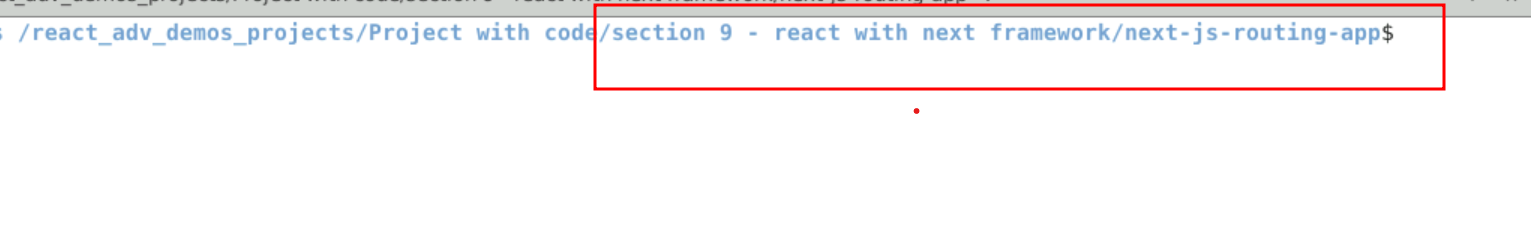 /react_adv_demos_projects/Project with code/section 9 - react with next framework/next-js-routing-app$